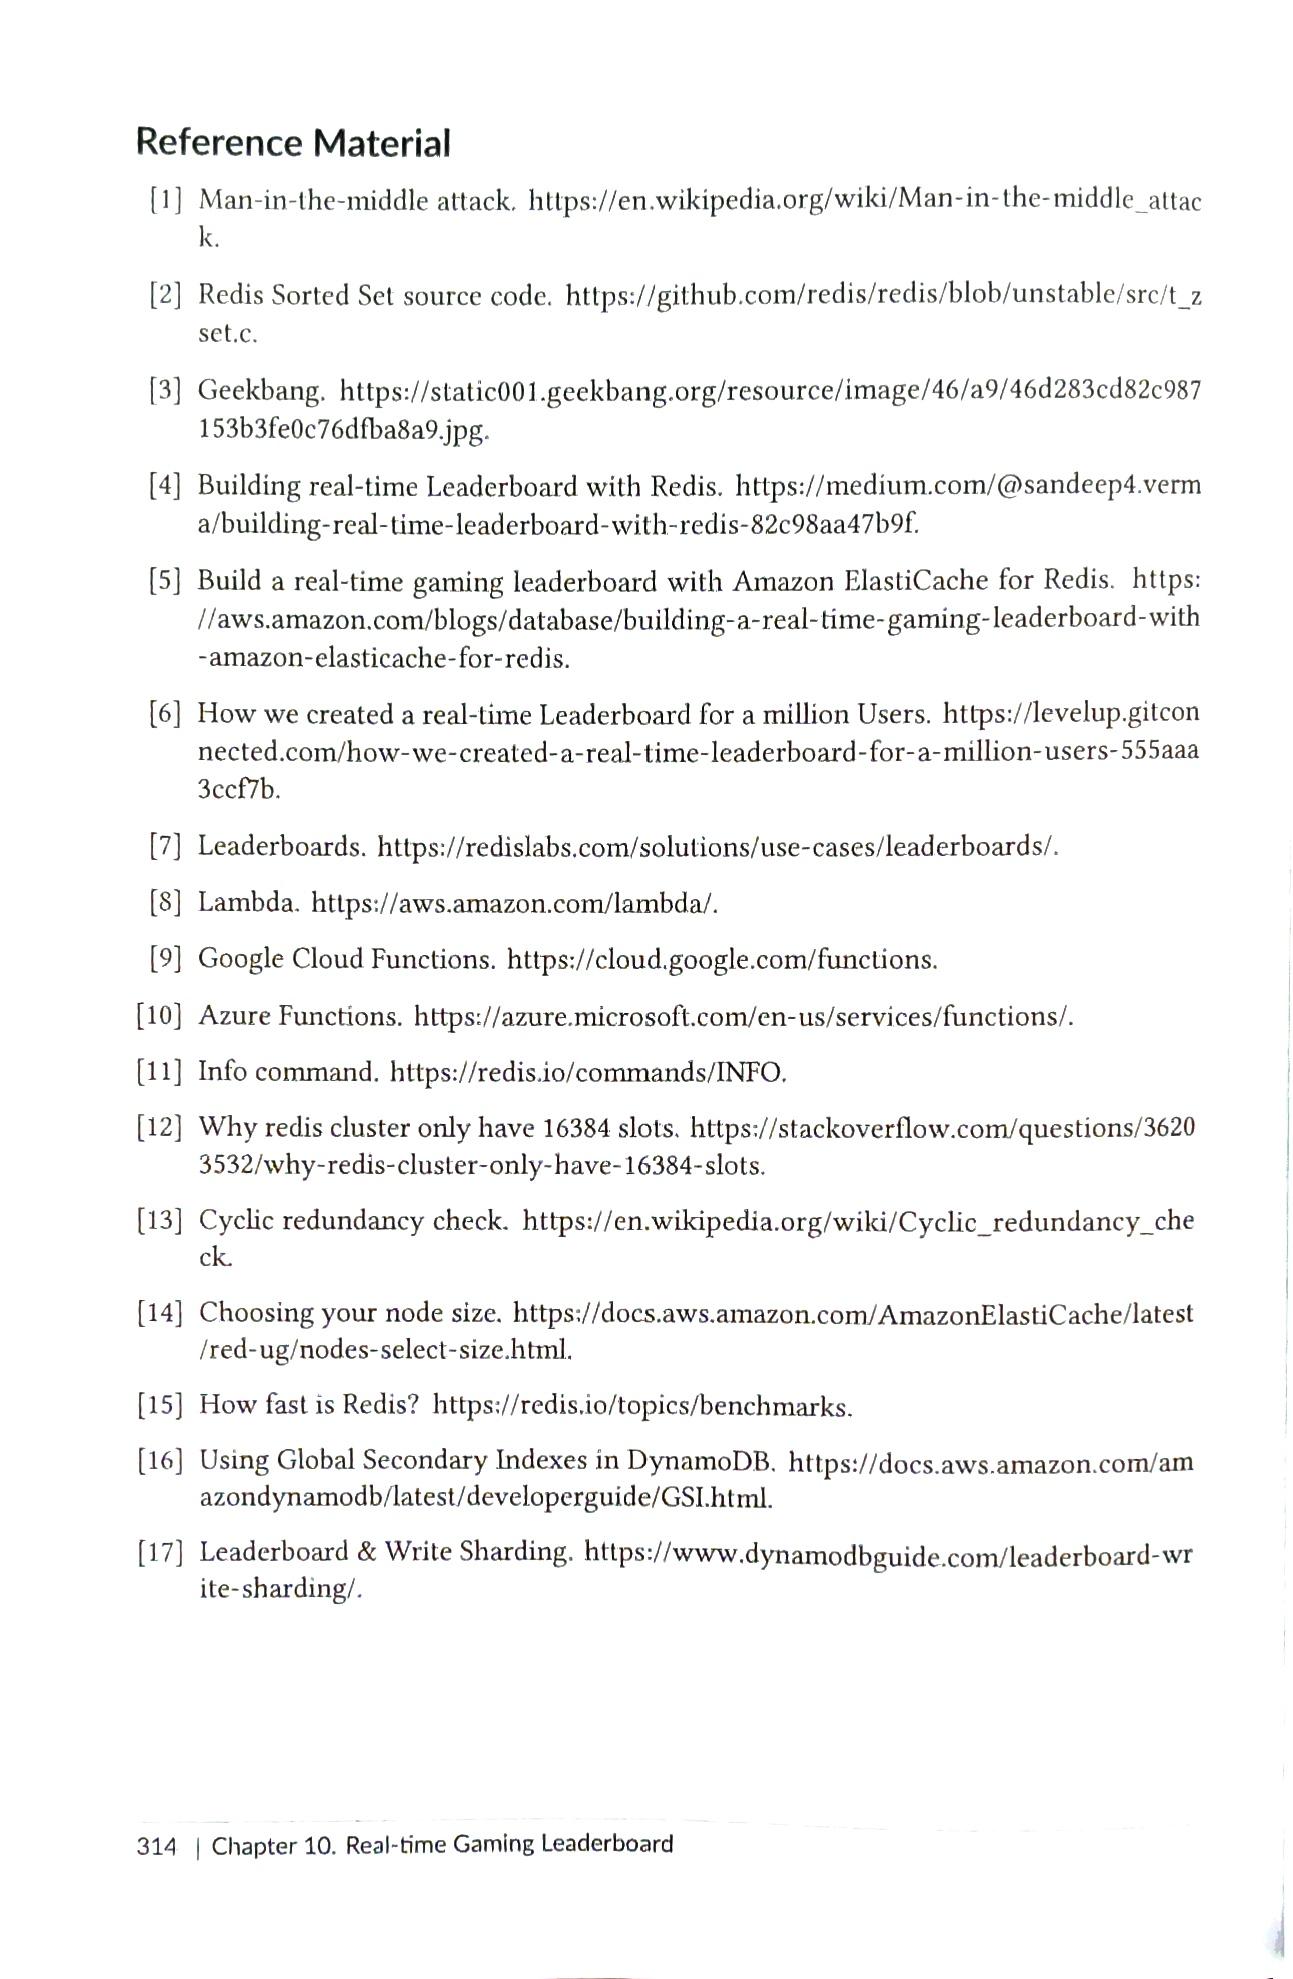 Reference Material
[1] Man-in-the-middle attack. https://en.wikipedia.org/wiki/Man-in-the-middle_attac
k.
[2] Redis Sorted Set source code. https://github.com/redis/redis/blob/unstable/src/t_z
set.c.
[3] Geekbang. https://static001.geekbang.org/resource/image/46/a9/46d283cd82c987
153b3fe0c76dfba8a9.jpg.
[4] Building real-time Leaderboard with Redis. https://medium.com/@sandeep4.verm
a/building-real-time-leaderboard-with-redis-82c98aa47b9f.
[5] Build a real-time gaming leaderboard with Amazon ElastiCache for Redis. https:
//aws.amazon.com/blogs/database/building-a-real-time-gaming-leaderboard-with
-amazon-elasticache-for-redis.
[6] How we created a real-time Leaderboard for a million Users. https://levelup.gitcon
nected.com/how-we-created-a-real-time-leaderboard-for-a-million-users-555aaa
3ccf7b.
[7] Leaderboards. https://redislabs.com/solutions/use-cases/leaderboards/.
[8] Lambda. https://aws.amazon.com/lambda/.
[9] Google Cloud Functions. https://cloud.google.com/functions.
[10] Azure Functions. https://azure.microsoft.com/en-us/services/functions/.
[11] Info command. https://redis.io/commands/INFO.
[12] Why redis cluster only have 16384 slots. https://stackoverflow.com/questions/3620
3532/why-redis-cluster-only-have-16384-slots.
[13] Cyclic redundancy check. https://en.wikipedia.org/wiki/Cyclic_redundancy_che
ck.
[14] Choosing your node size. https://docs.aws.amazon.com/AmazonElastiCache/latest
/red-ug/nodes-select-size.html.
[15] How fast is Redis? https://redis.io/topics/benchmarks.
[16] Using Global Secondary Indexes in DynamoDB. https://docs.aws.amazon.com/am
azondynamodb/latest/developerguide/GSI.html.
[17] Leaderboard & Write Sharding. https://www.dynamodbguide.com/leaderboard-wr
ite-sharding/.
314 | Chapter 10. Real-time Gaming Leaderboard